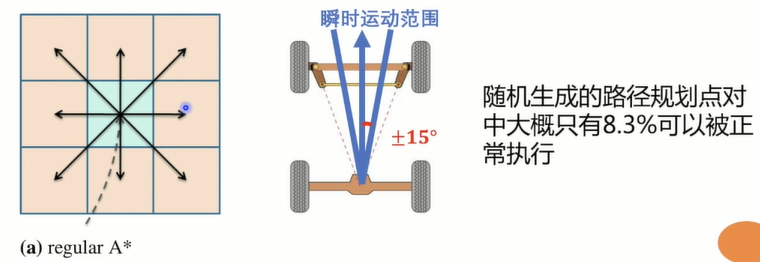 瞬时运动范围
±15°
随机生成的路径规划点对
中大概只有8.3%可以被正
常执行
(a) regular A*